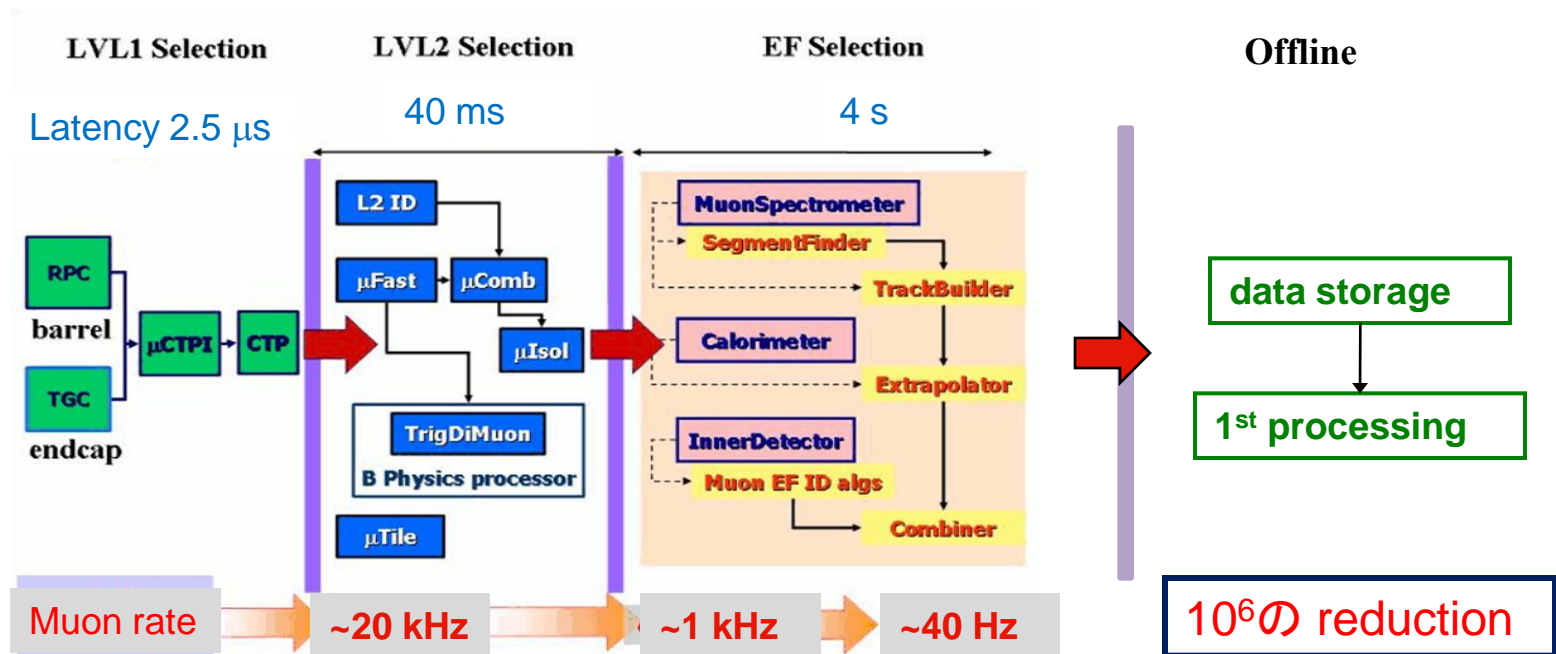 LVL1 Selection
LVL2 Selection
EF Selection
Offline
Latency 2.5 μs
40 ms
4 s
RPC
barrel
TGC
endcap
μCTPI
CTP
L2 ID
μFast
μComb
μIsol
TrigDiMuon
B Physics processor
μTile
MuonSpectrometer
SegmentFinder
TrackBuilder
Calorimeter
Extrapolator
InnerDetector
Muon EF ID algs
Combiner
data storage
1st processing
Muon rate
~20 kHz
~1 kHz
~40 Hz
10⁶の reduction